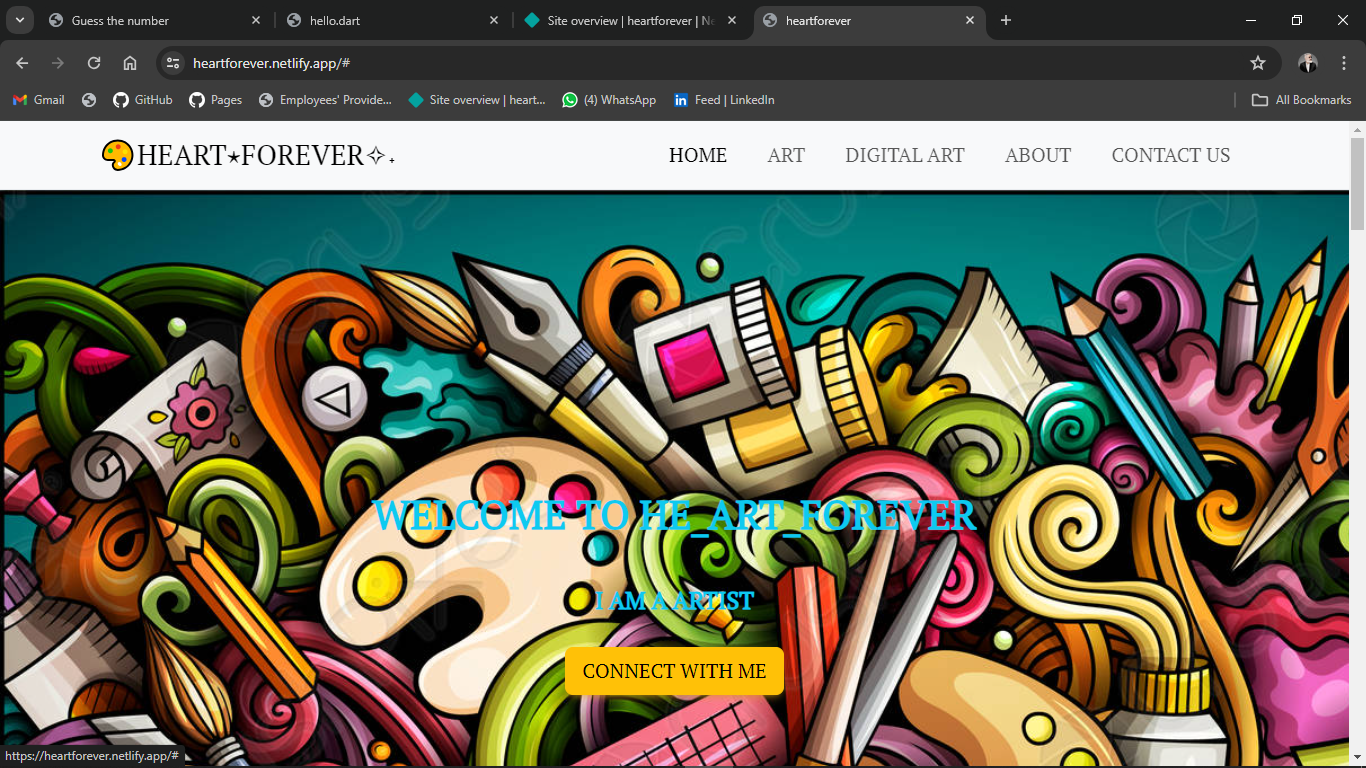 Guess the number
hello.dart
Site overview | heartforever | Ne
heartforever
heartforever.netlify.app/#
Gmail
GitHub
Pages
Employees' Provide...
Site overview | heart...
(4) WhatsApp
Feed | LinkedIn
All Bookmarks
HEART⋆FOREVER✧˖
HOME
ART
DIGITAL ART
ABOUT
CONTACT US
WELCOME TO HE_ART_FOREVER
I AM A ARTIST
CONNECT WITH ME
https://heartforever.netlify.app/#